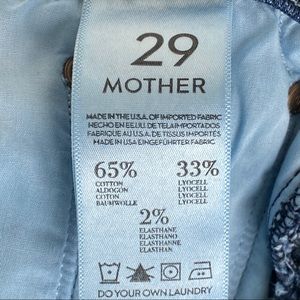 29
MOTHER
MADE IN THE U.S.A. OF IMPORTED FABRIC
HECHO EN EE.UU. DE TELA IMPORTADOS
FABRIQUE AU U.S.A. DE TISSUS IMPORTÉS
MADE IN USA EINGEFÜHRTER FABRIC
65% 33%
COTTON LYOCELL
ALDOGÓN LYOCELL
COTON LYOCELL
BAUMWOLLE LYOCELL
2%
ELASTHANE
ELASTHANO
ELASTHANNE
ELASTHAN
DO YOUR OWN LAUNDRY